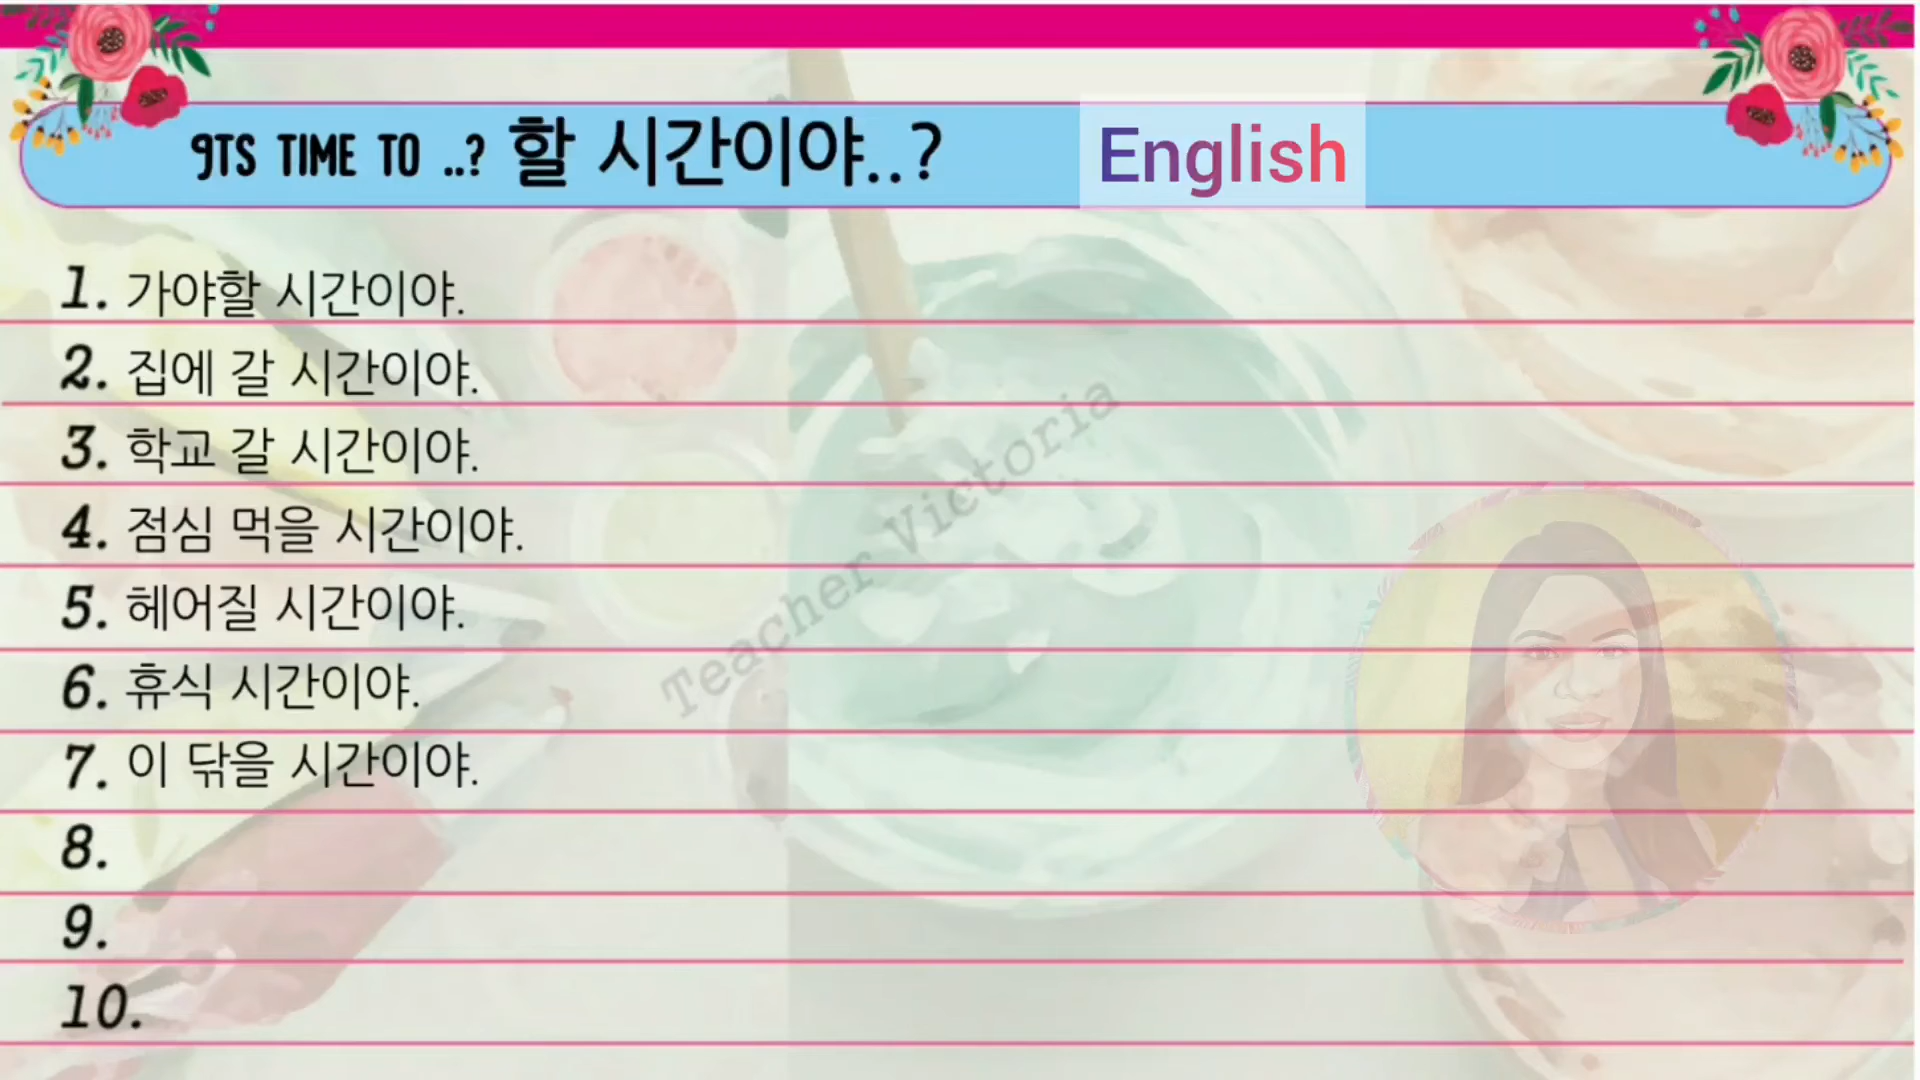 9TS TIME TO ..? 할 시간이야..? English
1. 가야할 시간이야.
2. 집에 갈 시간이야.
3. 학교 갈 시간이야.
4. 점심 먹을 시간이야.
5. 헤어질 시간이야.
6. 휴식 시간이야.
7. 이 닦을 시간이야.
8.
9.
10.
Teacher Victoria